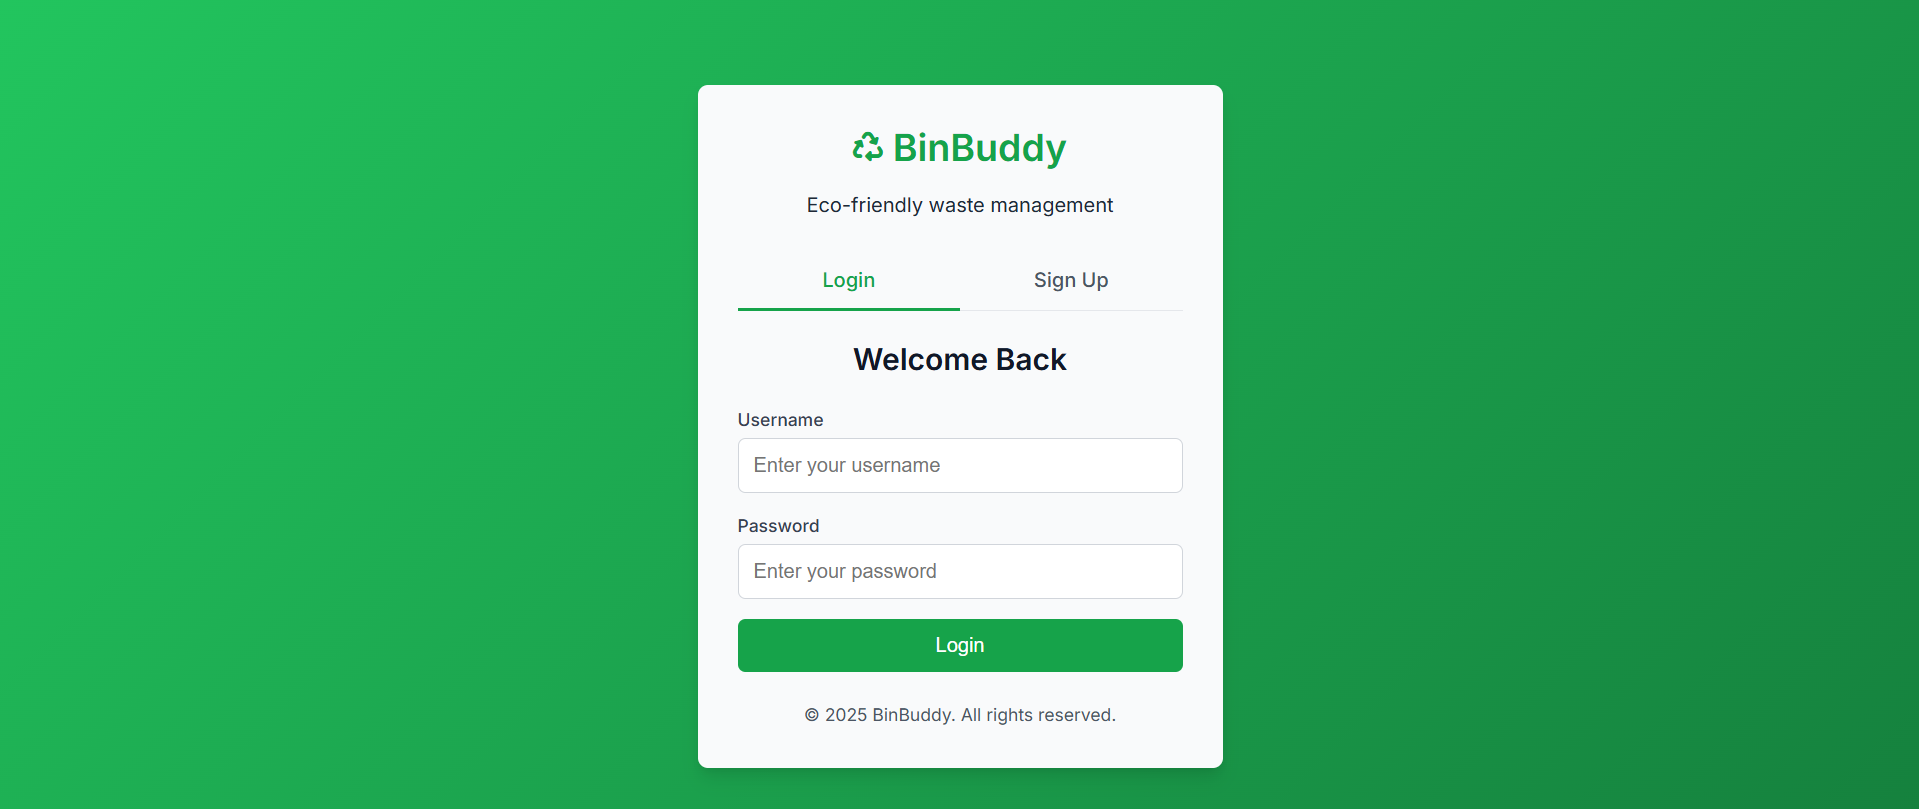 BinBuddy
Eco-friendly waste management
Login
Sign Up
Welcome Back
Username
Enter your username
Password
Enter your password
Login
© 2025 BinBuddy. All rights reserved.